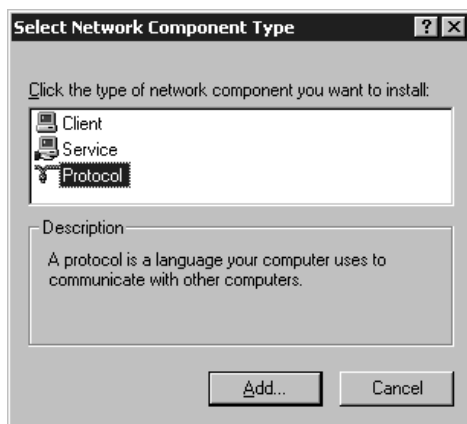 Select Network Component Type
? X
Click the type of network component you want to install:
Client
Service
Protocol
Description
A protocol is a language your computer uses to
communicate with other computers.
Add... Cancel